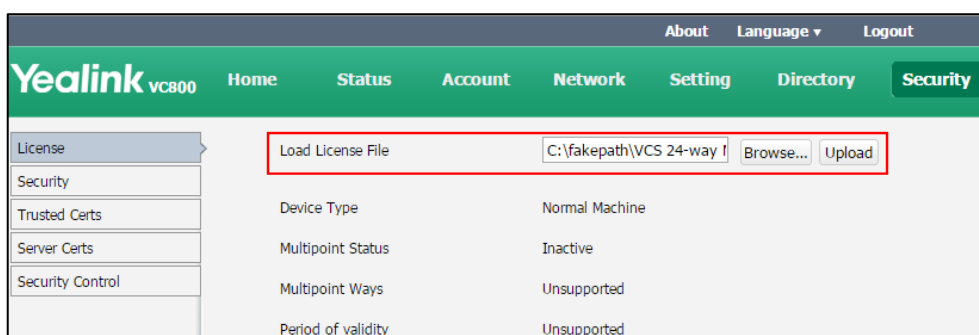 About Language ▾ Logout
Yealink VC800 Home Status Account Network Setting Directory Security
License
Load License File C:\fakepath\VCS 24-way Browse... Upload
Security
Trusted Certs Device Type Normal Machine
Server Certs Multipoint Status Inactive
Security Control Multipoint Ways Unsupported
Period of validity Unsupported